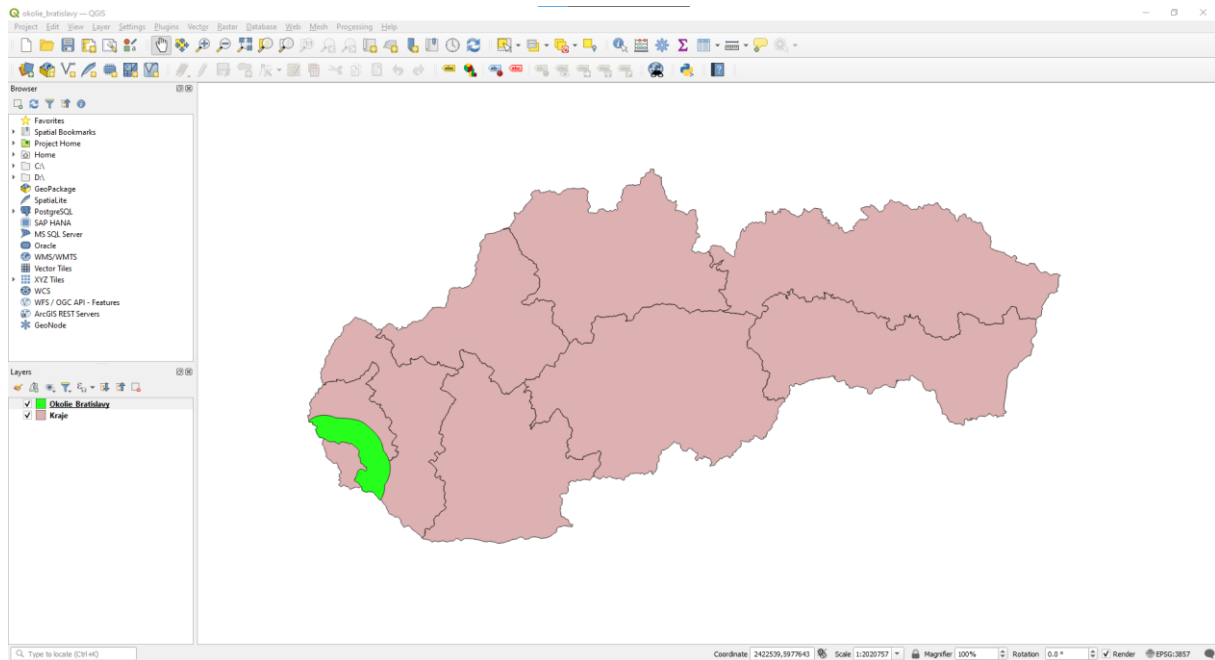 okolie_bratislavy — QGIS
Project Edit View Layer Settings Plugins Vector Raster Database Web Mesh Processing Help
Browser
Favorites
Spatial Bookmarks
Project Home
Home
C:\
D:\
GeoPackage
SpatiaLite
PostgreSQL
SAP HANA
MS SQL Server
Oracle
WMS/WMTS
Vector Tiles
XYZ Tiles
WCS
WFS / OGC API - Features
ArcGIS REST Servers
GeoNode
Layers
Okolie_Bratislavy
Kraje
Type to locate (Ctrl+K)
Coordinate 2422539,5977643 Scale 1:2020757 Magnifier 100% Rotation 0.0 ° Render EPSG:3857